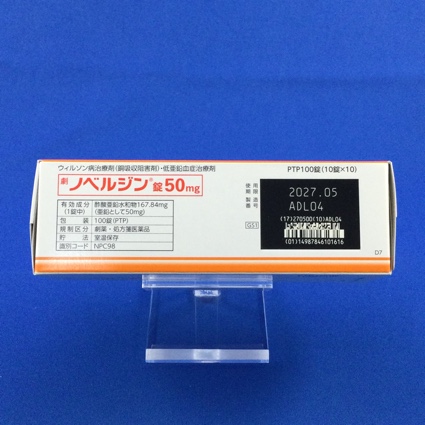 ウィルソン病治療剤(銅吸収阻害剤)・低亜鉛血症治療剤
PTP100錠(10錠×10)
劇 ノベルジン®錠50mg
有効成分(1錠中) 酢酸亜鉛水和物167.84mg(亜鉛として50mg)
包装 100錠(PTP)
規制区分 劇薬・処方箋医薬品
貯法 室温保存
識別コード NPC98
使用期限 2027.05
製造番号 ADL04
GS1
(17)270500(10)ADL04
(01)14987846101616
D7